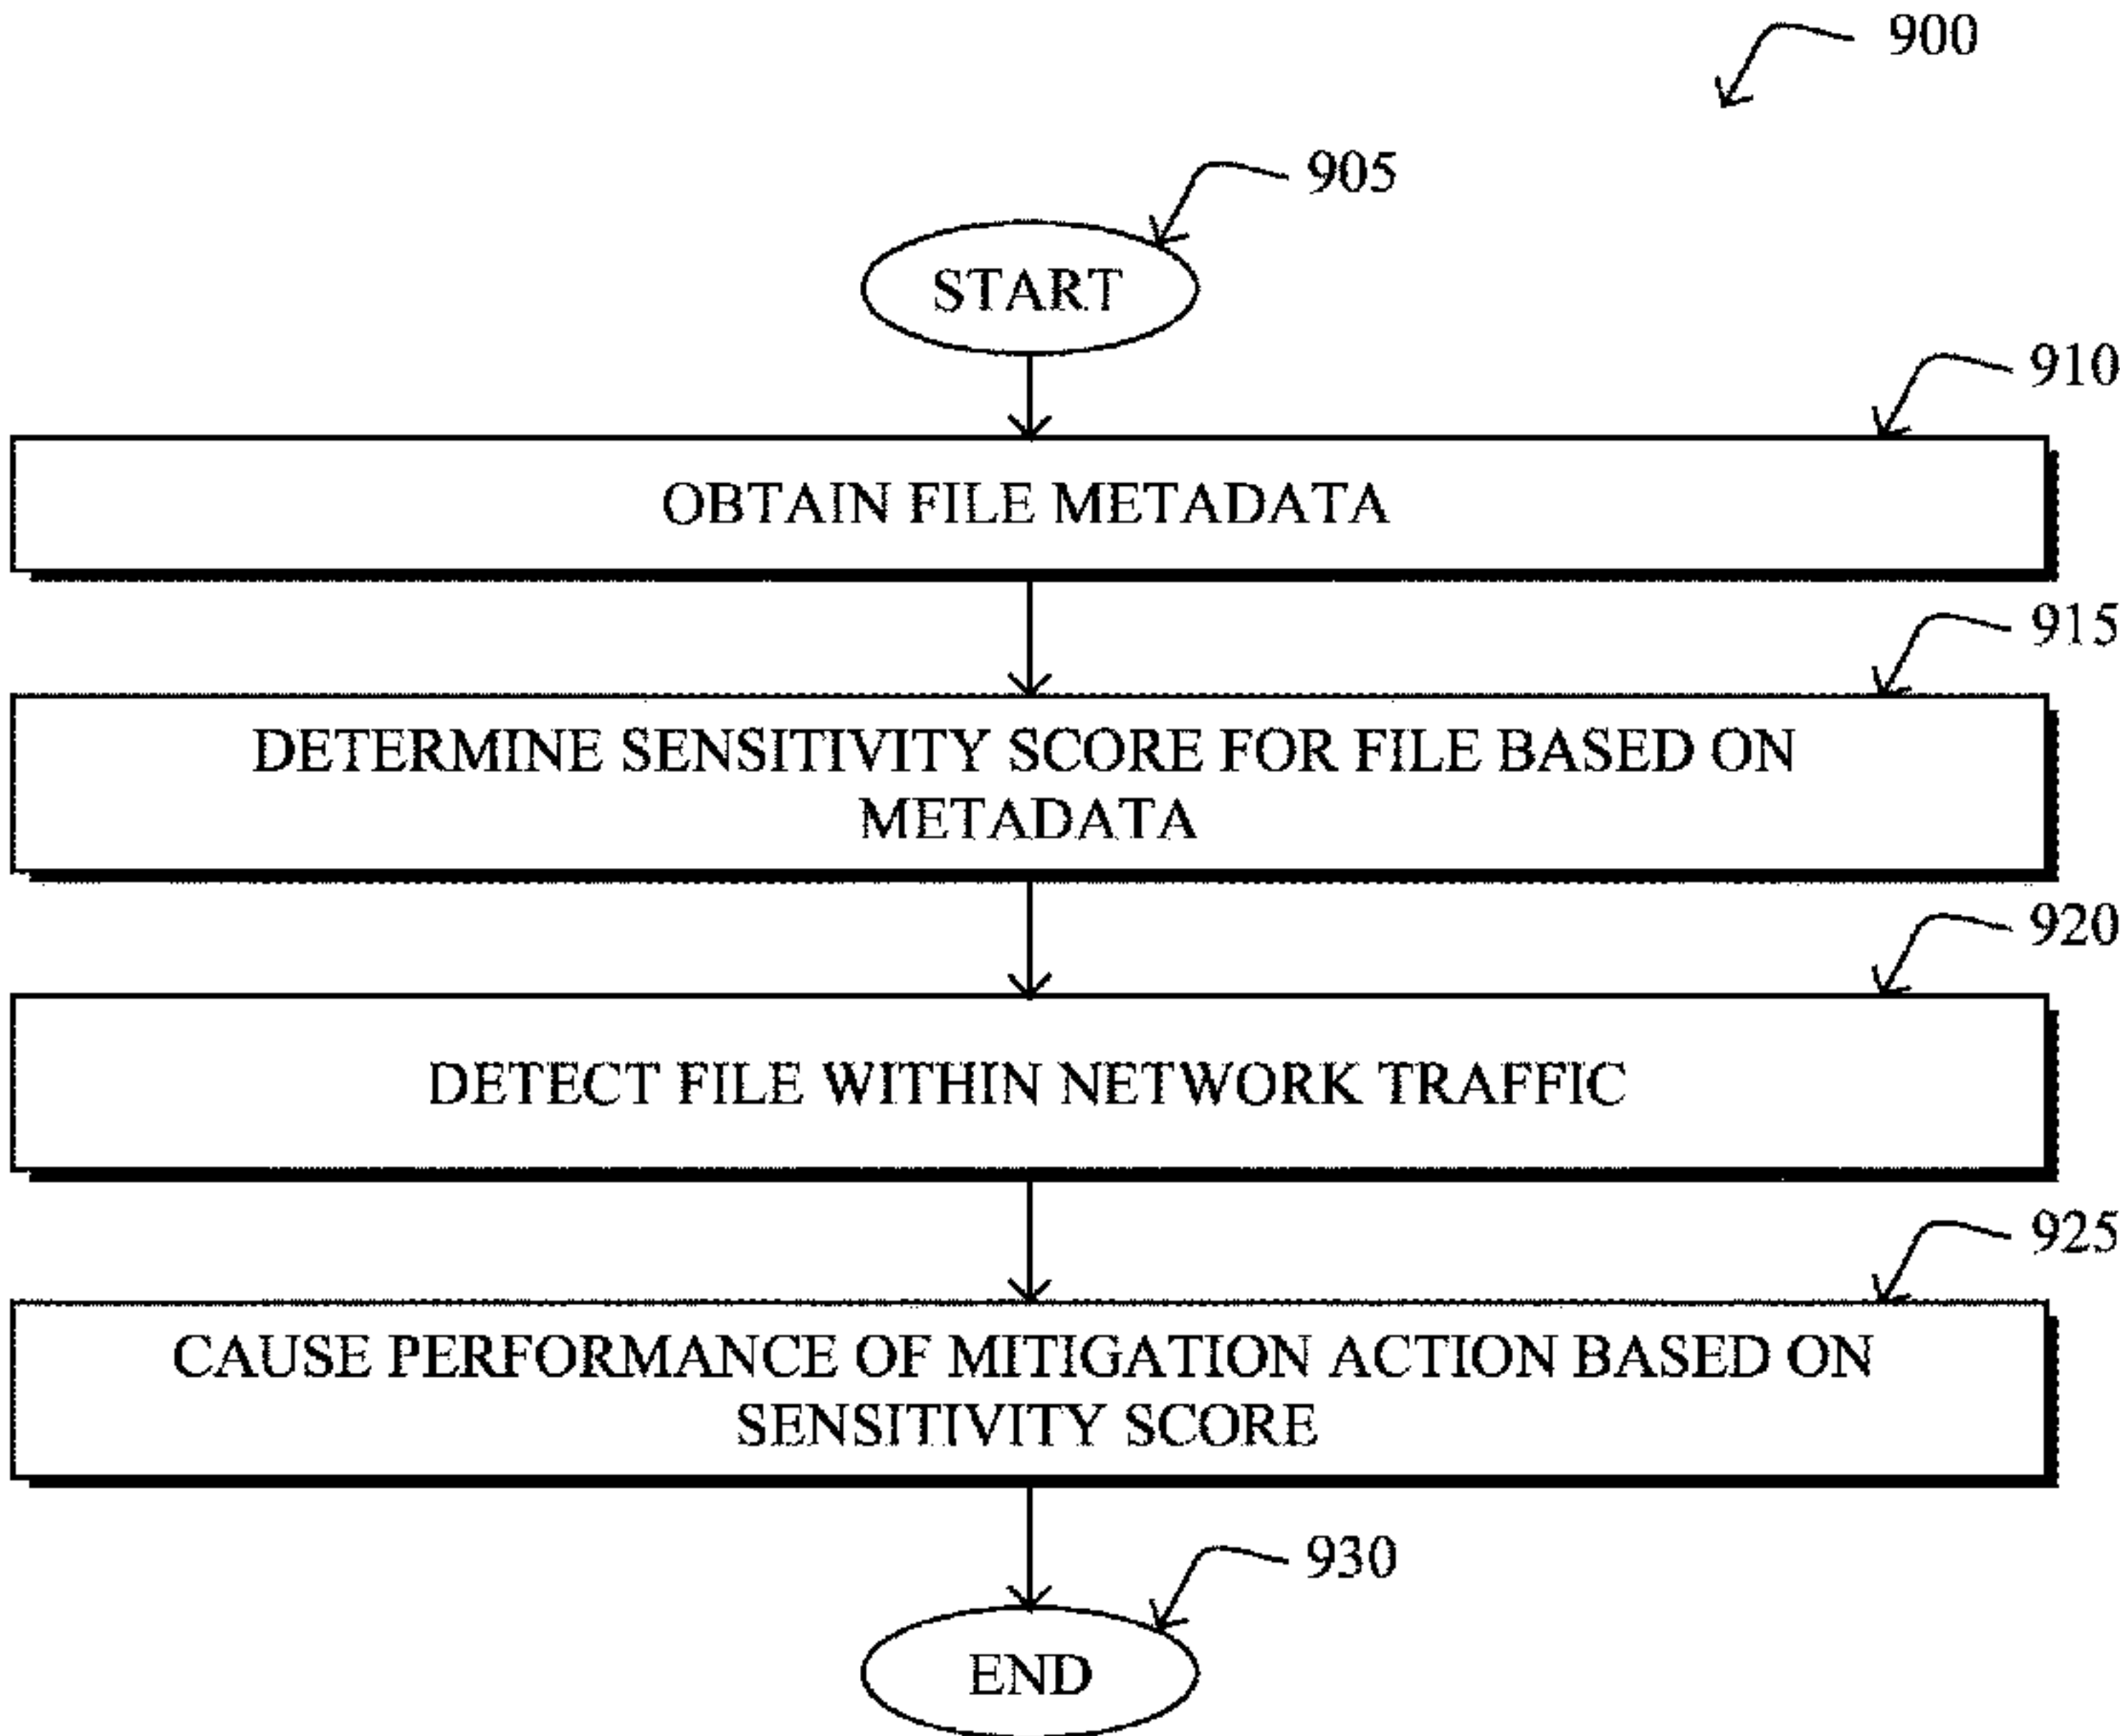 900
905
START
910
OBTAIN FILE METADATA
915
DETERMINE SENSITIVITY SCORE FOR FILE BASED ON
METADATA
920
DETECT FILE WITHIN NETWORK TRAFFIC
925
CAUSE PERFORMANCE OF MITIGATION ACTION BASED ON
SENSITIVITY SCORE
930
END